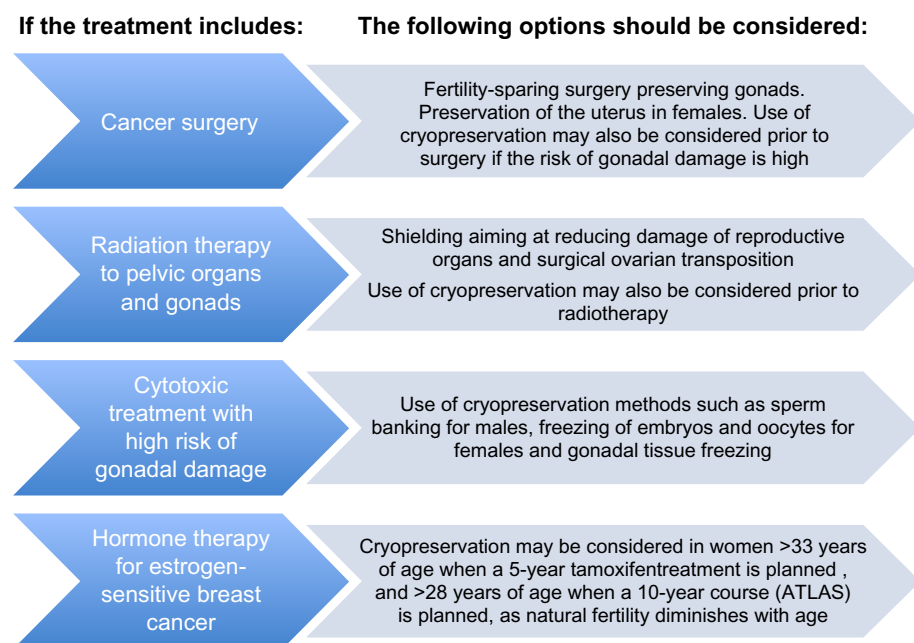 If the treatment includes:
The following options should be considered:
Cancer surgery
Fertility-sparing surgery preserving gonads.
Preservation of the uterus in females. Use of
cryopreservation may also be considered prior to
surgery if the risk of gonadal damage is high
Radiation therapy
to pelvic organs
and gonads
Shielding aiming at reducing damage of reproductive
organs and surgical ovarian transposition
Use of cryopreservation may also be considered prior to
radiotherapy
Cytotoxic
treatment with
high risk of
gonadal damage
Use of cryopreservation methods such as sperm
banking for males, freezing of embryos and oocytes for
females and gonadal tissue freezing
Hormone therapy
for estrogen-
sensitive breast
cancer
Cryopreservation may be considered in women >33 years
of age when a 5-year tamoxifentreatment is planned ,
and >28 years of age when a 10-year course (ATLAS)
is planned, as natural fertility diminishes with age